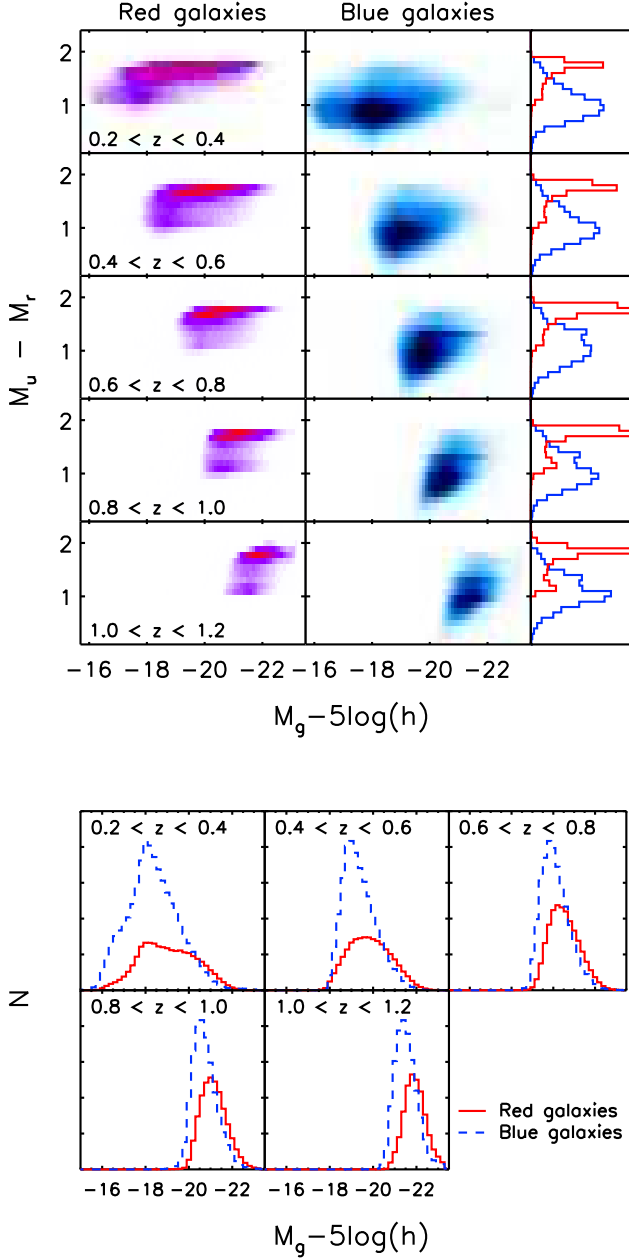 Red galaxies Blue galaxies
2
1
0.2 < z < 0.4
2
1
0.4 < z < 0.6
M_u − M_r
2
1
0.6 < z < 0.8
2
1
0.8 < z < 1.0
2
1
1.0 < z < 1.2
−16 −18 −20 −22 −16 −18 −20 −22
M_g−5log(h)
0.2 < z < 0.4 0.4 < z < 0.6 0.6 < z < 0.8
N
0.8 < z < 1.0 1.0 < z < 1.2
Red galaxies
Blue galaxies
−16 −18 −20 −22 −16 −18 −20 −22
M_g−5log(h)